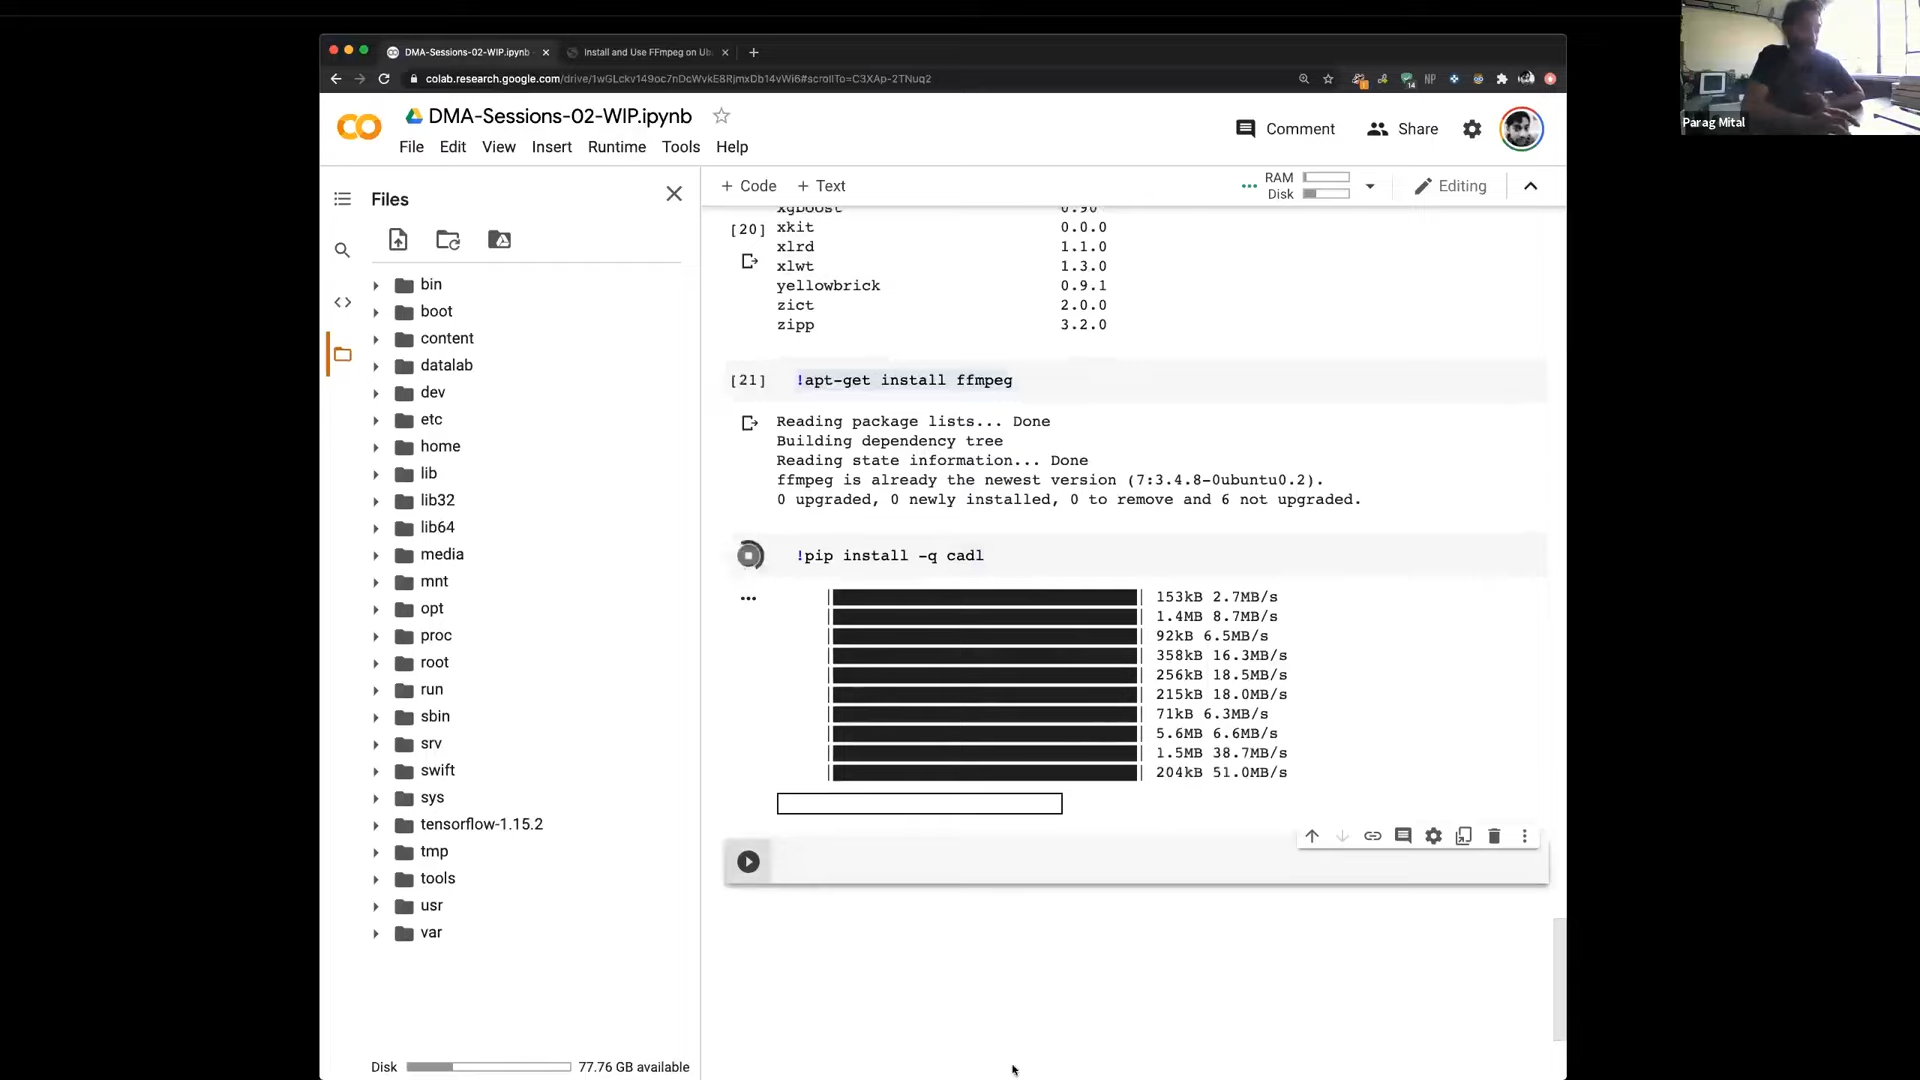 DMA-Sessions-02-WIP.ipynb
Install and Use FFmpeg on Ub
colab.research.google.com/drive/1wGLckv149oc7nDcWvkE8RjmxDb14vWi6#scrollTo=C3XAp-2TNuq2
NP
14
Parag Mital
CO
DMA-Sessions-02-WIP.ipynb
File Edit View Insert Runtime Tools Help
Comment
Share
Files
+ Code + Text
RAM
Disk
Editing
bin
boot
content
datalab
dev
etc
home
lib
lib32
lib64
media
mnt
opt
proc
root
run
sbin
srv
swift
sys
tensorflow-1.15.2
tmp
tools
usr
var
Disk
77.76 GB available
xgboost 0.90
[20]
xkit 0.0.0
xlrd 1.1.0
xlwt 1.3.0
yellowbrick 0.9.1
zict 2.0.0
zipp 3.2.0
[21] !apt-get install ffmpeg
Reading package lists... Done
Building dependency tree
Reading state information... Done
ffmpeg is already the newest version (7:3.4.8-0ubuntu0.2).
0 upgraded, 0 newly installed, 0 to remove and 6 not upgraded.
!pip install -q cadl
153kB 2.7MB/s
1.4MB 8.7MB/s
92kB 6.5MB/s
358kB 16.3MB/s
256kB 18.5MB/s
215kB 18.0MB/s
71kB 6.3MB/s
5.6MB 6.6MB/s
1.5MB 38.7MB/s
204kB 51.0MB/s